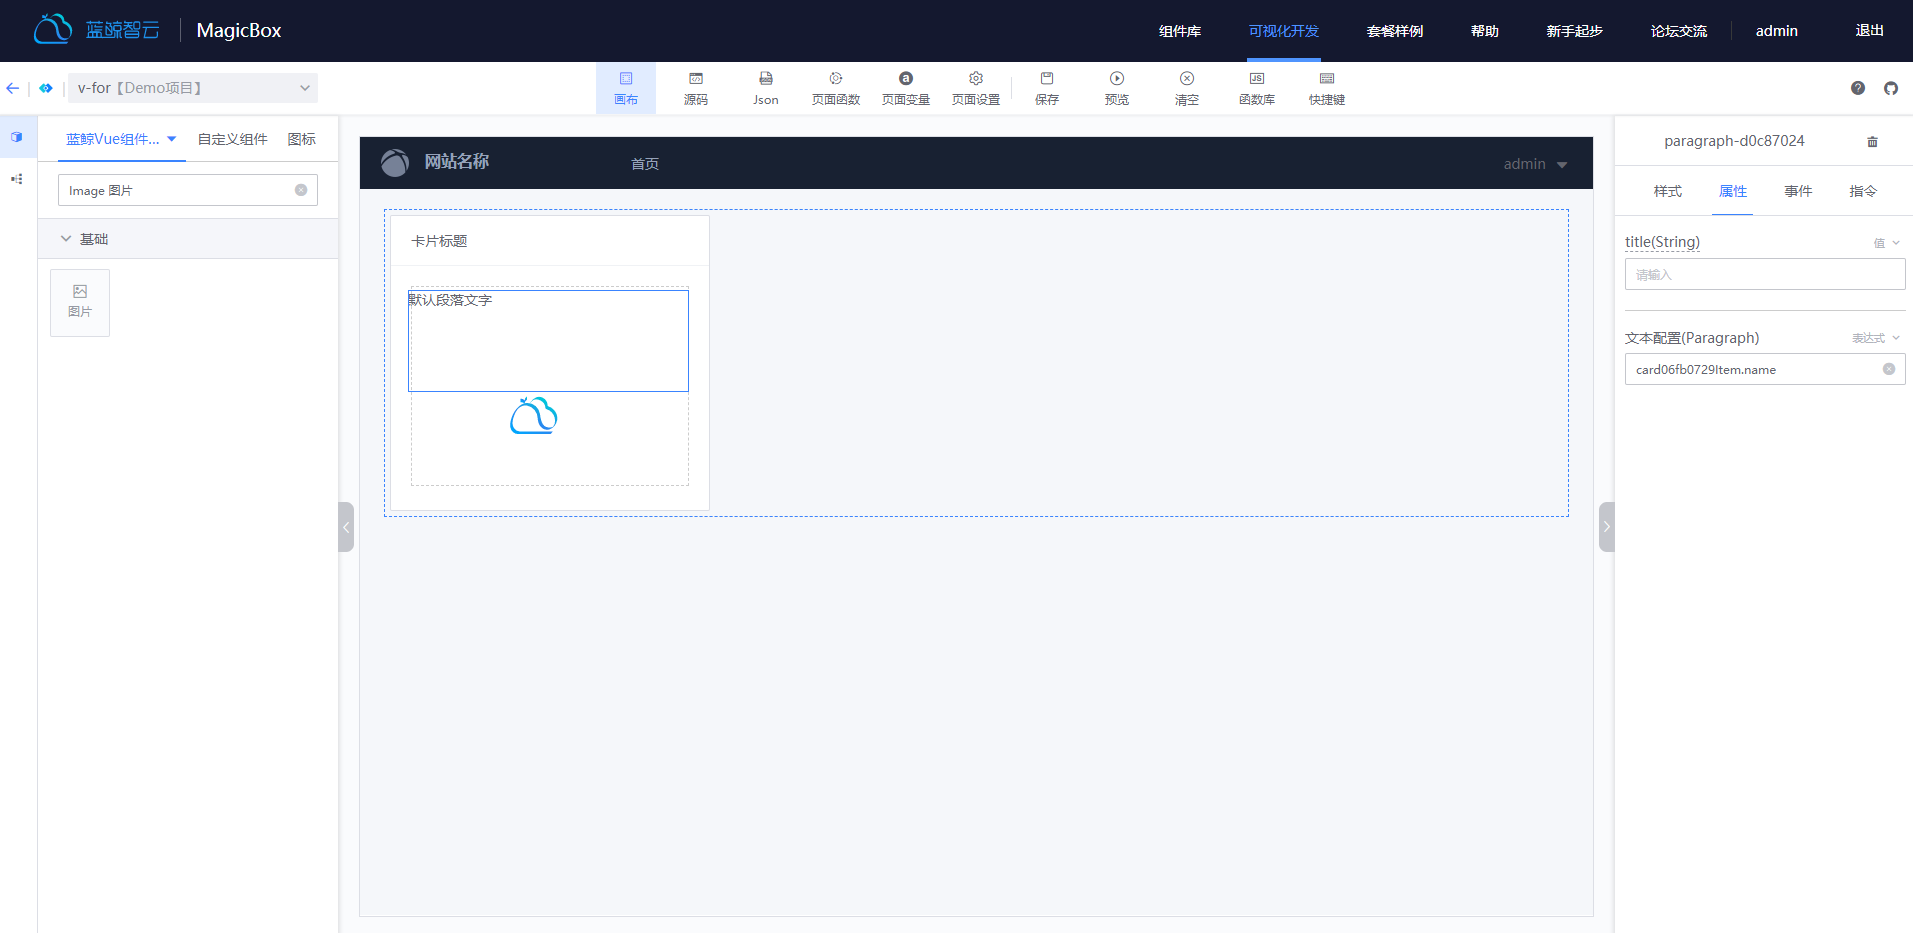 蓝鲸智云 MagicBox 组件库 可视化开发 套餐样例 帮助 新手起步 论坛交流 admin 退出
v-for【Demo项目】 画布 源码 Json 页面函数 页面变量 页面设置 保存 预览 清空 函数库 快捷键
蓝鲸Vue组件... 自定义组件 图标
Image 图片
基础
图片
网站名称 首页 admin
卡片标题
默认段落文字
paragraph-d0c87024
样式 属性 事件 指令
title(String) 值
请输入
文本配置(Paragraph) 表达式
card06fb0729Item.name